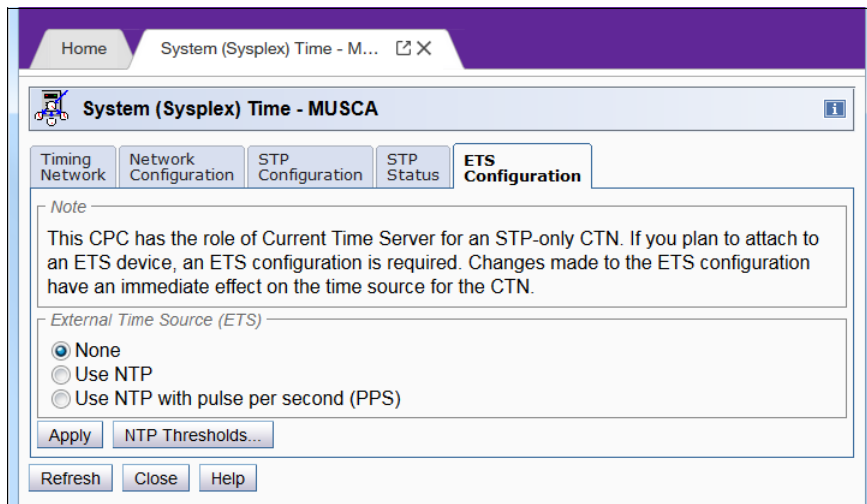 Home
System (Sysplex) Time - M...
System (Sysplex) Time - MUSCA
Timing Network
Network Configuration
STP Configuration
STP Status
ETS Configuration
Note
This CPC has the role of Current Time Server for an STP-only CTN. If you plan to attach to
an ETS device, an ETS configuration is required. Changes made to the ETS configuration
have an immediate effect on the time source for the CTN.
External Time Source (ETS)
None
Use NTP
Use NTP with pulse per second (PPS)
Apply
NTP Thresholds...
Refresh
Close
Help